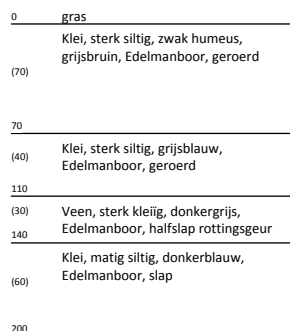 0 gras
Klei, sterk siltig, zwak humeus,
grijsbruin, Edelmanboor, geroerd
(70)
70
Klei, sterk siltig, grijsblauw,
(40) Edelmanboor, geroerd
110
(30) Veen, sterk kleiïg, donkergrijs,
140 Edelmanboor, halfslap rottingsgeur
Klei, matig siltig, donkerblauw,
Edelmanboor, slap
(60)
200